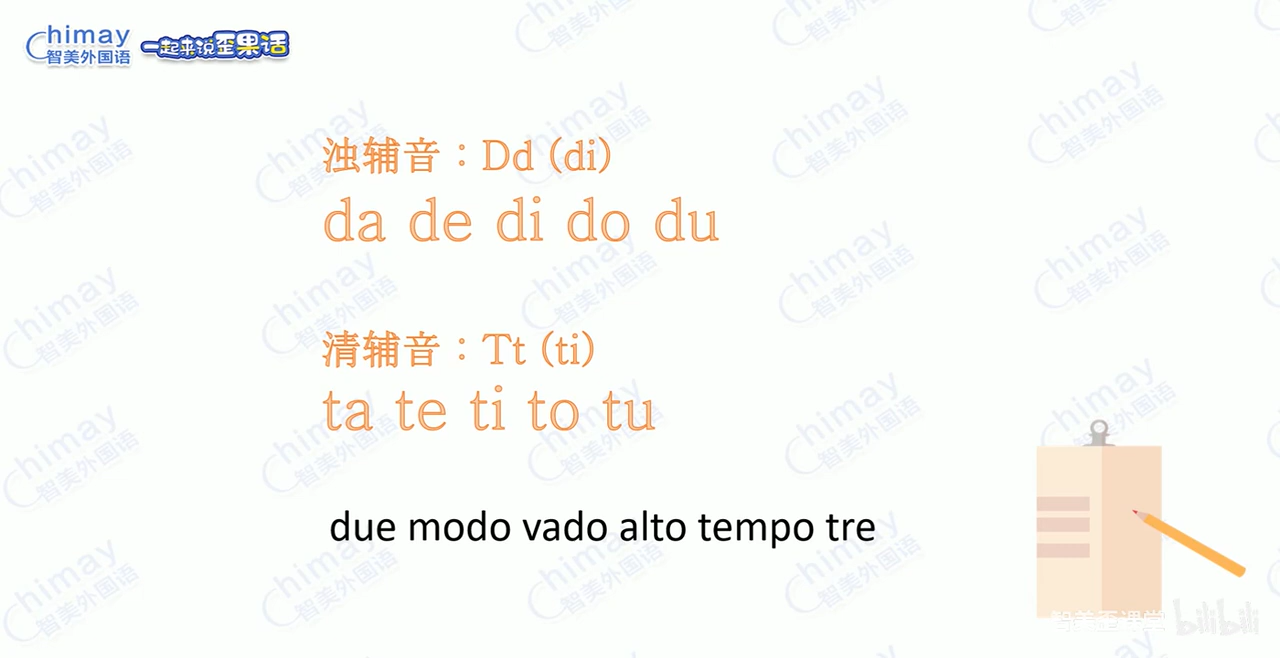 Chimay
智美外国语
一起来说歪果话
浊辅音：Dd (di)
da de di do du
清辅音：Tt (ti)
ta te ti to tu
due modo vado alto tempo tre
智美歪课堂
bilibili